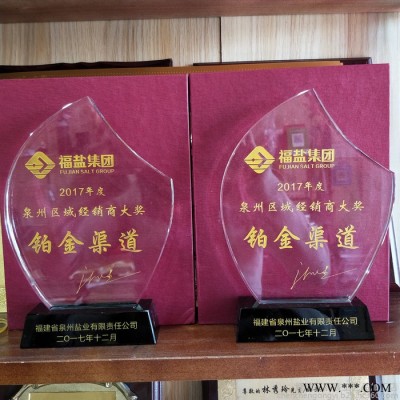 福盐集团
FUJIAN SALT GROUP
2017年度
泉州区域经销商大奖
铂金渠道
福建省泉州盐业有限责任公司
二〇一七年十二月
福盐集团
FUJIAN SALT GROUP
2017年度
泉州区域经销商大奖
铂金渠道
福建省泉州盐业有限责任公司
二〇一七年十二月
林秀玲
www.***.com